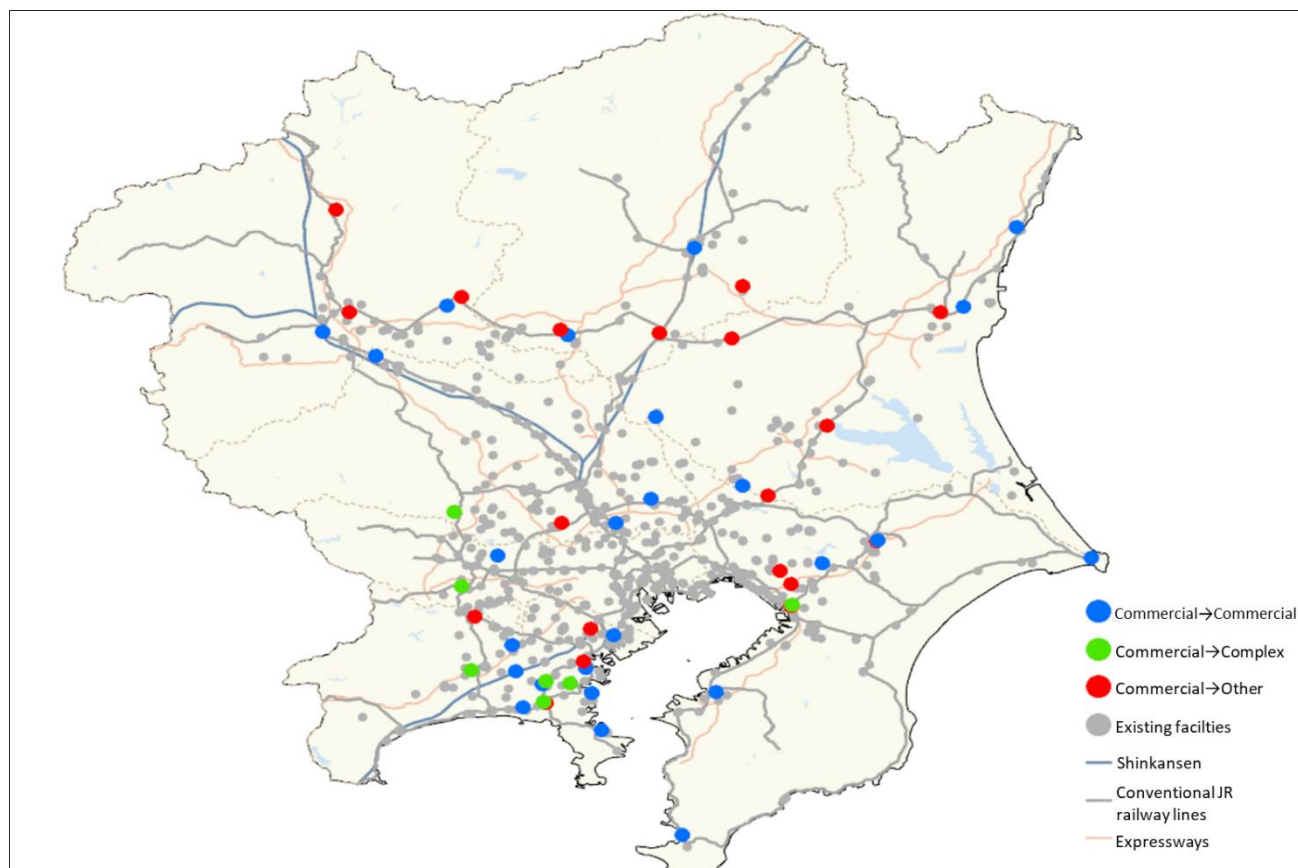 Commercial→Commercial
Commercial→Complex
Commercial→Other
Existing facilties
Shinkansen
Conventional JR
railway lines
Expressways